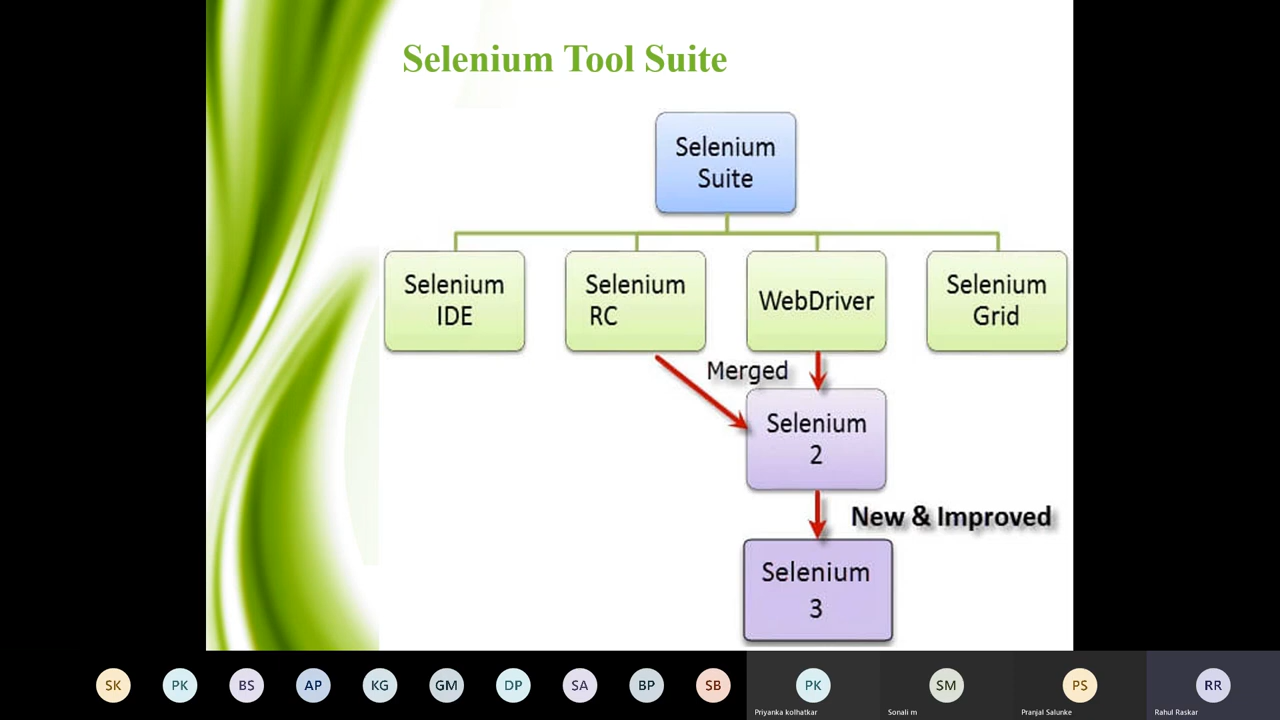 Selenium Tool Suite
Selenium
Suite
Selenium
IDE
Selenium
RC
WebDriver
Selenium
Grid
Merged
Selenium
2
New & Improved
Selenium
3
SK
PK
BS
AP
KG
GM
DP
SA
BP
SB
PK
Priyanka kolhatkar
SM
Sonali m
PS
Pranjal Salunke
RR
Rahul Raskar